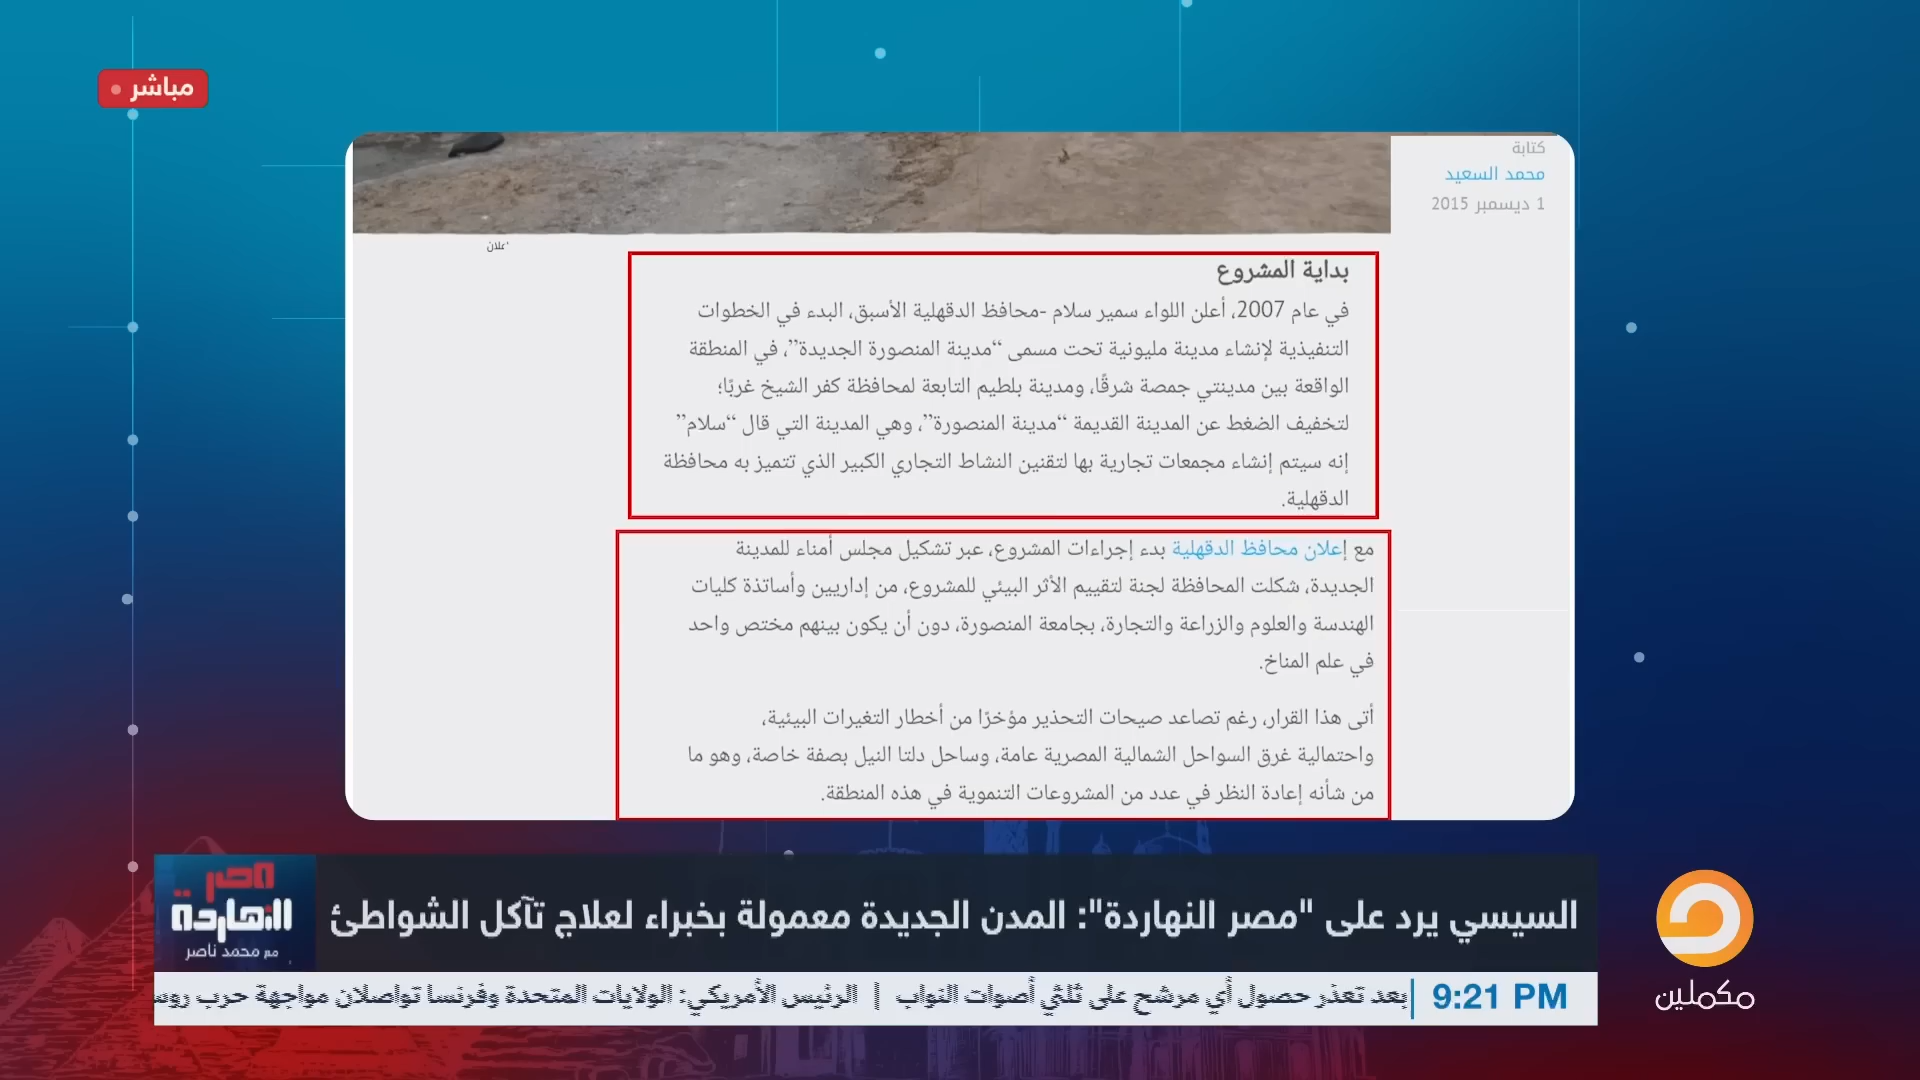 مباشر
كتابة
محمد السعيد
1 ديسمبر 2015
بداية المشروع
في عام 2007، أعلن اللواء سمير سلام -محافظ الدقهلية الأسبق، البدء في الخطوات
التنفيذية لإنشاء مدينة مليونية تحت مسمى “مدينة المنصورة الجديدة”، في المنطقة
الواقعة بين مدينتي جمصة شرقًا، ومدينة بلطيم التابعة لمحافظة كفر الشيخ غربًا؛
لتخفيف الضغط عن المدينة القديمة “مدينة المنصورة”، وهي المدينة التي قال “سلام”
إنه سيتم إنشاء مجمعات تجارية بها لتقنين النشاط التجاري الكبير الذي تتميز به محافظة
الدقهلية.
مع إعلان محافظ الدقهلية بدء إجراءات المشروع، عبر تشكيل مجلس أمناء للمدينة
الجديدة، شكلت المحافظة لجنة لتقييم الأثر البيئي للمشروع، من إداريين وأساتذة كليات
الهندسة والعلوم والزراعة والتجارة، بجامعة المنصورة، دون أن يكون بينهم مختص واحد
في علم المناخ.
أتى هذا القرار، رغم تصاعد صيحات التحذير مؤخرًا من أخطار التغيرات البيئية،
واحتمالية غرق السواحل الشمالية المصرية عامة، وساحل دلتا النيل بصفة خاصة، وهو ما
من شأنه إعادة النظر في عدد من المشروعات التنموية في هذه المنطقة.
السيسي يرد على "مصر النهاردة": المدن الجديدة معمولة بخبراء لعلاج تآكل الشواطئ
مصر
النهاردة
مع محمد ناصر
9:21 PM
بعد تعذر حصول أي مرشح على ثلثي أصوات النواب | الرئيس الأمريكي: الولايات المتحدة وفرنسا تواصلان مواجهة حرب
مكملين